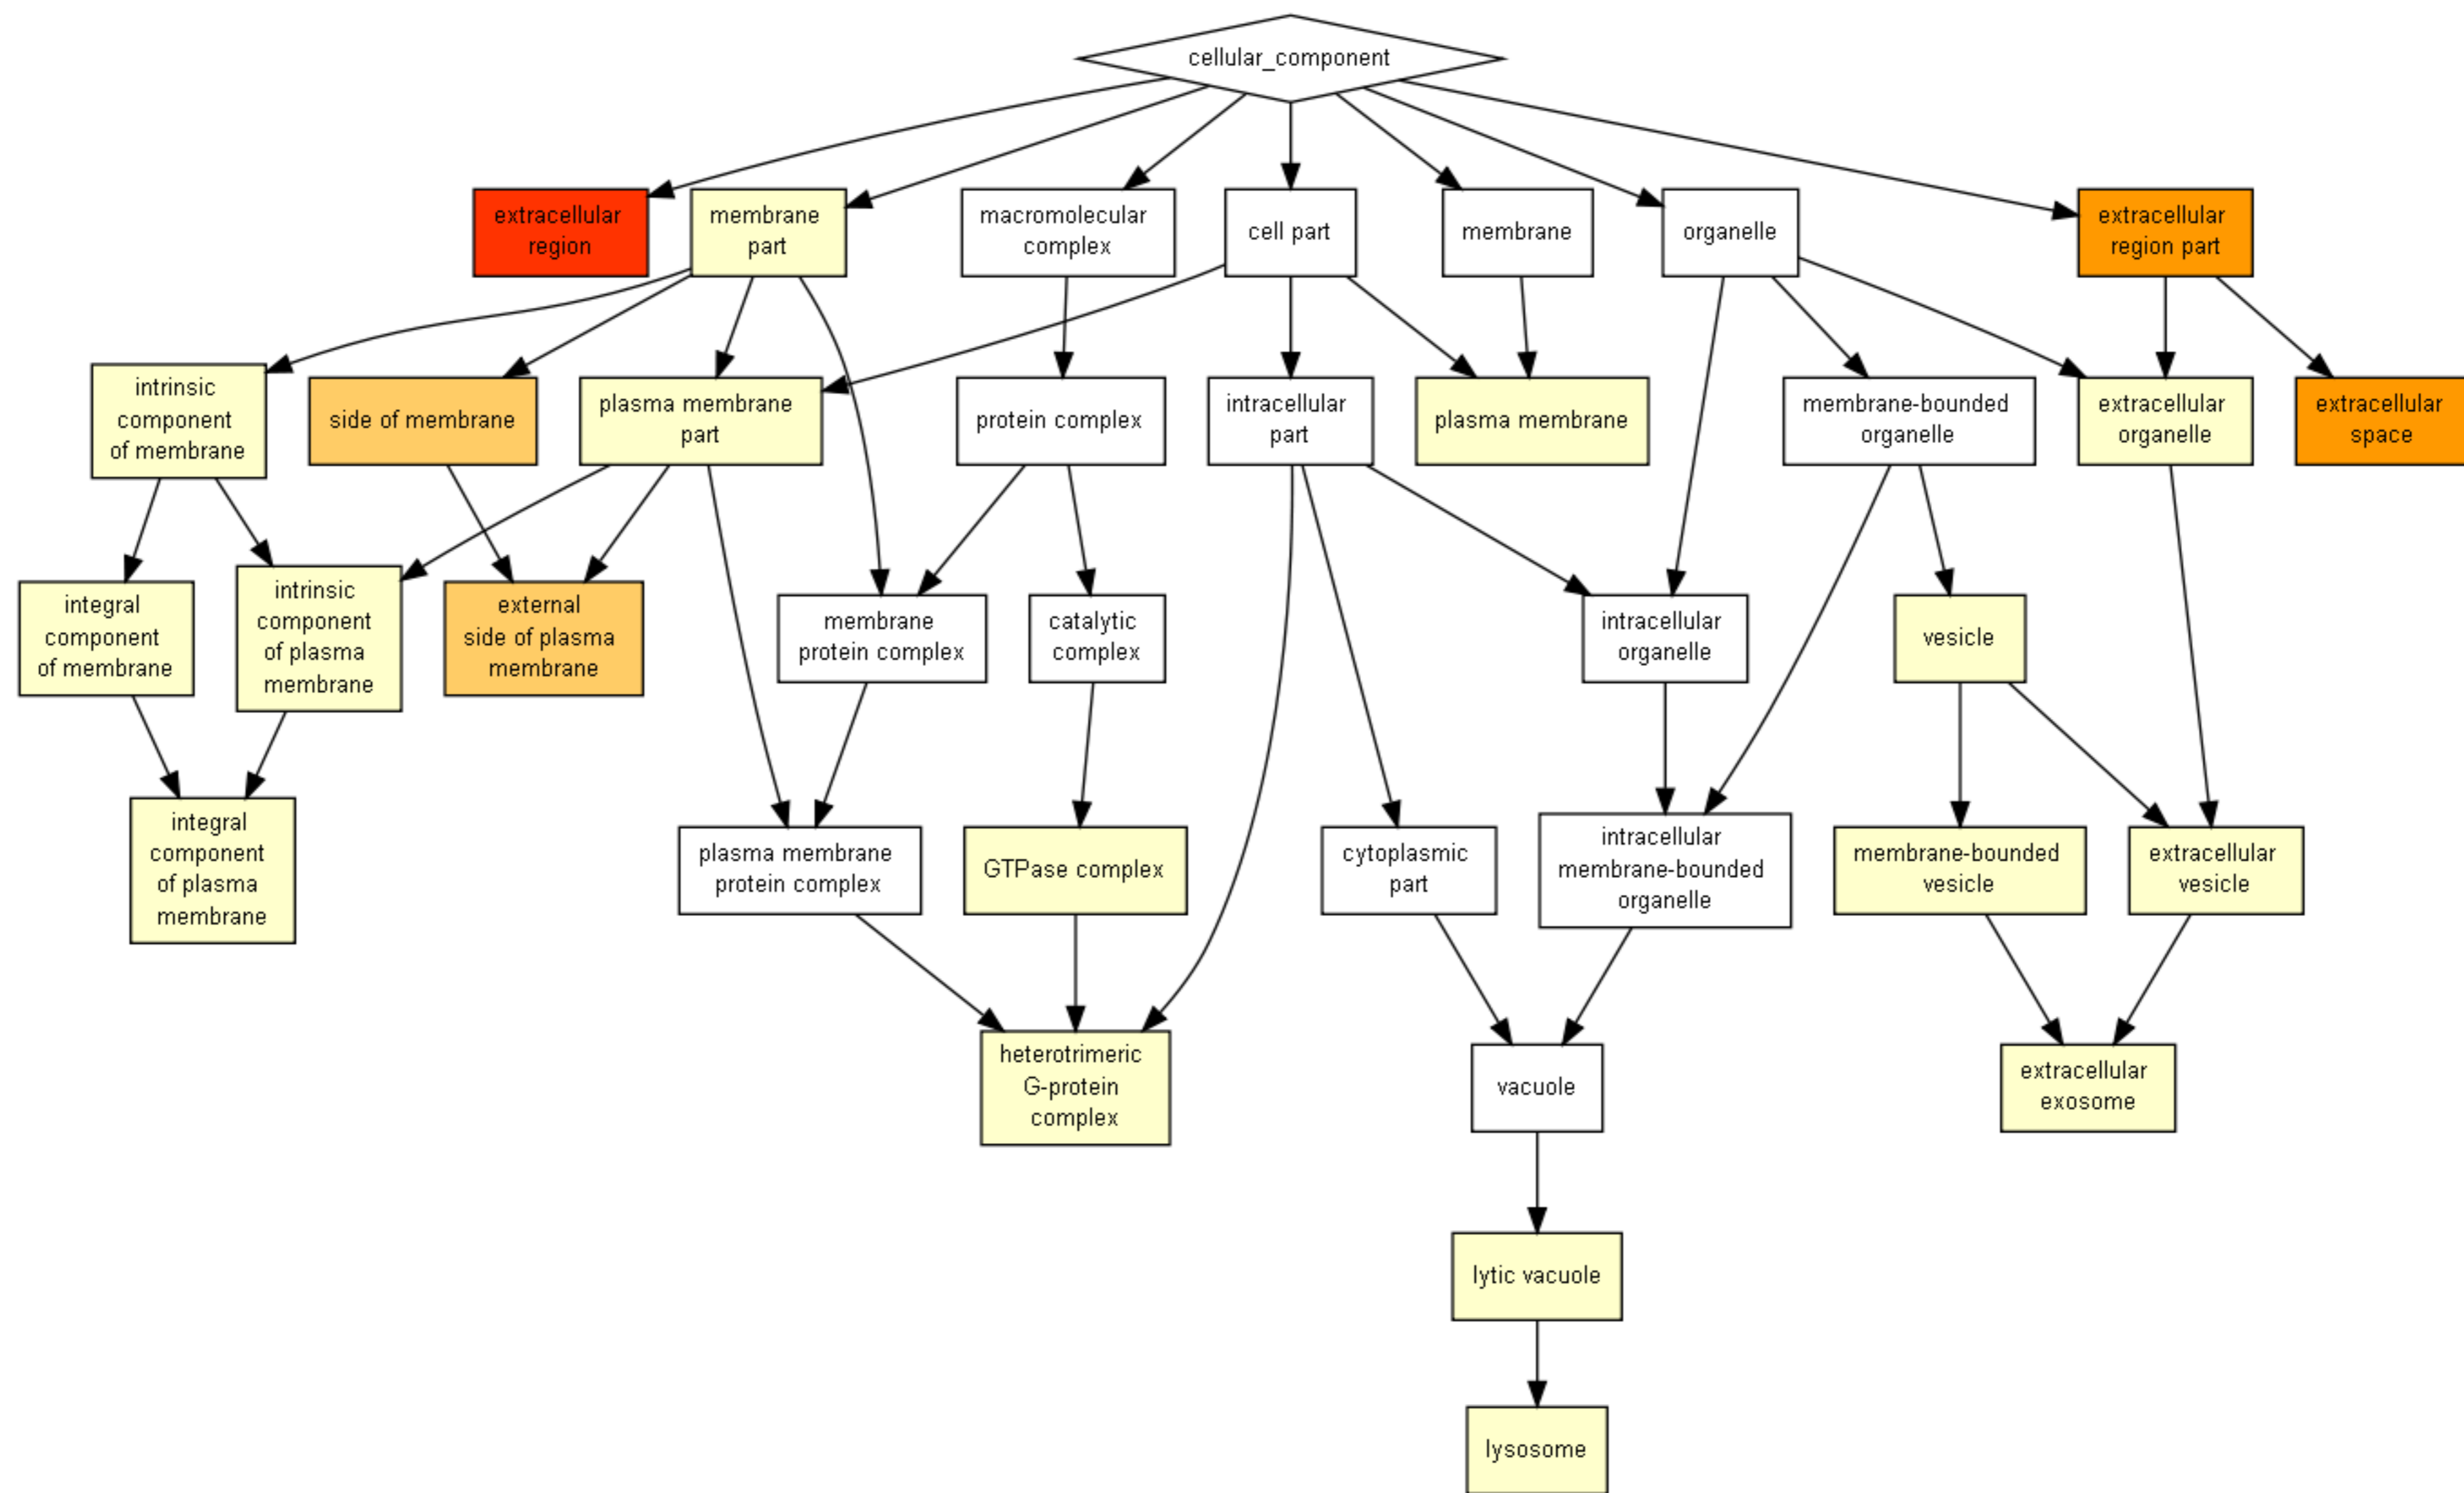 cellular_component
extracellular
region
membrane
part
macromolecular
complex
cell part
membrane
organelle
extracellular
region part
intrinsic
component
of membrane
side of membrane
plasma membrane
part
protein complex
intracellular
part
plasma membrane
membrane-bounded
organelle
extracellular
organelle
extracellular
space
integral
component
of membrane
intrinsic
component
of plasma
membrane
external
side of plasma
membrane
membrane
protein complex
catalytic
complex
intracellular
organelle
vesicle
integral
component
of plasma
membrane
plasma membrane
protein complex
GTPase complex
cytoplasmic
part
intracellular
membrane-bounded
organelle
membrane-bounded
vesicle
extracellular
vesicle
heterotrimeric
G-protein
complex
vacuole
extracellular
exosome
lytic vacuole
lysosome